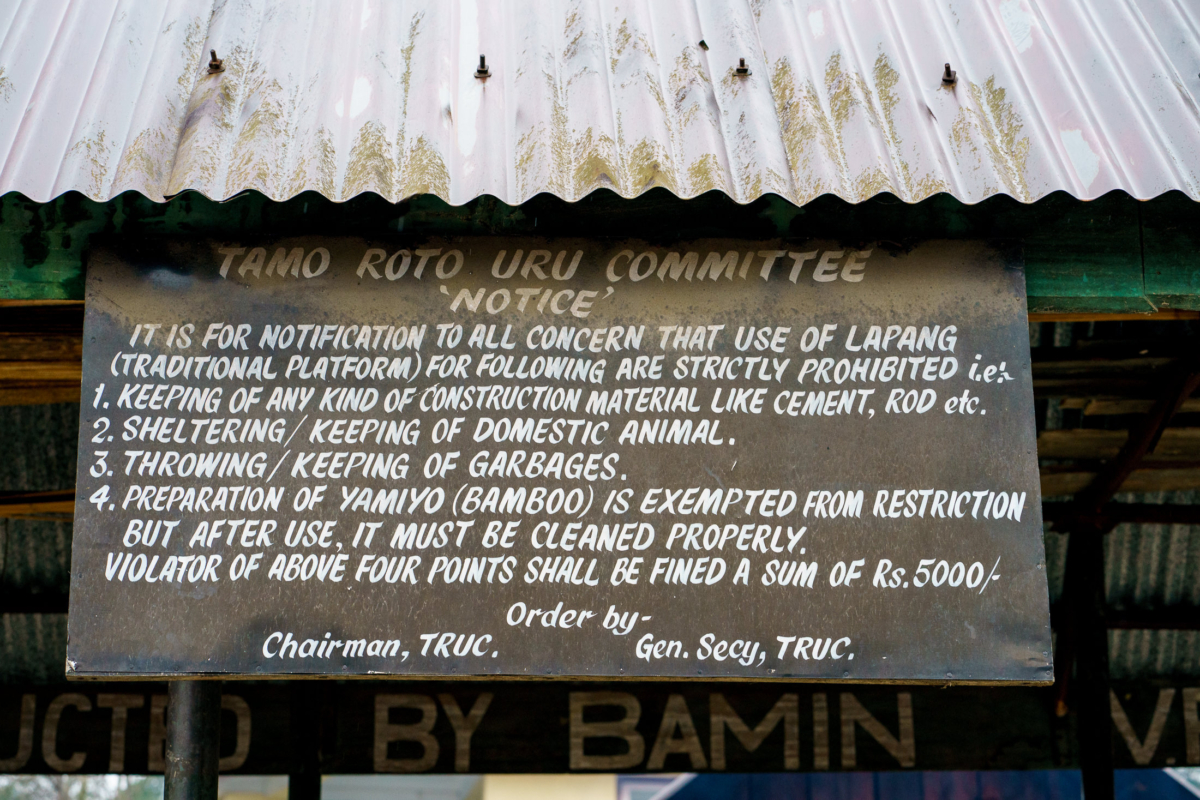 TAMO ROTO URU COMMITTEE
'NOTICE'
IT IS FOR NOTIFICATION TO ALL CONCERN THAT USE OF LAPANG
(TRADITIONAL PLATFORM) FOR FOLLOWING ARE STRICTLY PROHIBITED i.e:-
1. KEEPING OF ANY KIND OF CONSTRUCTION MATERIAL LIKE CEMENT, ROD etc.
2. SHELTERING/KEEPING OF DOMESTIC ANIMAL.
3. THROWING/KEEPING OF GARBAGES.
4. PREPARATION OF YAMIYO (BAMBOO) IS EXEMPTED FROM RESTRICTION
BUT AFTER USE, IT MUST BE CLEANED PROPERLY.
VIOLATOR OF ABOVE FOUR POINTS SHALL BE FINED A SUM OF Rs.5000/-
Order by-
Chairman, TRUC. Gen. Secy, TRUC.
UCTED BY BAMIN V.